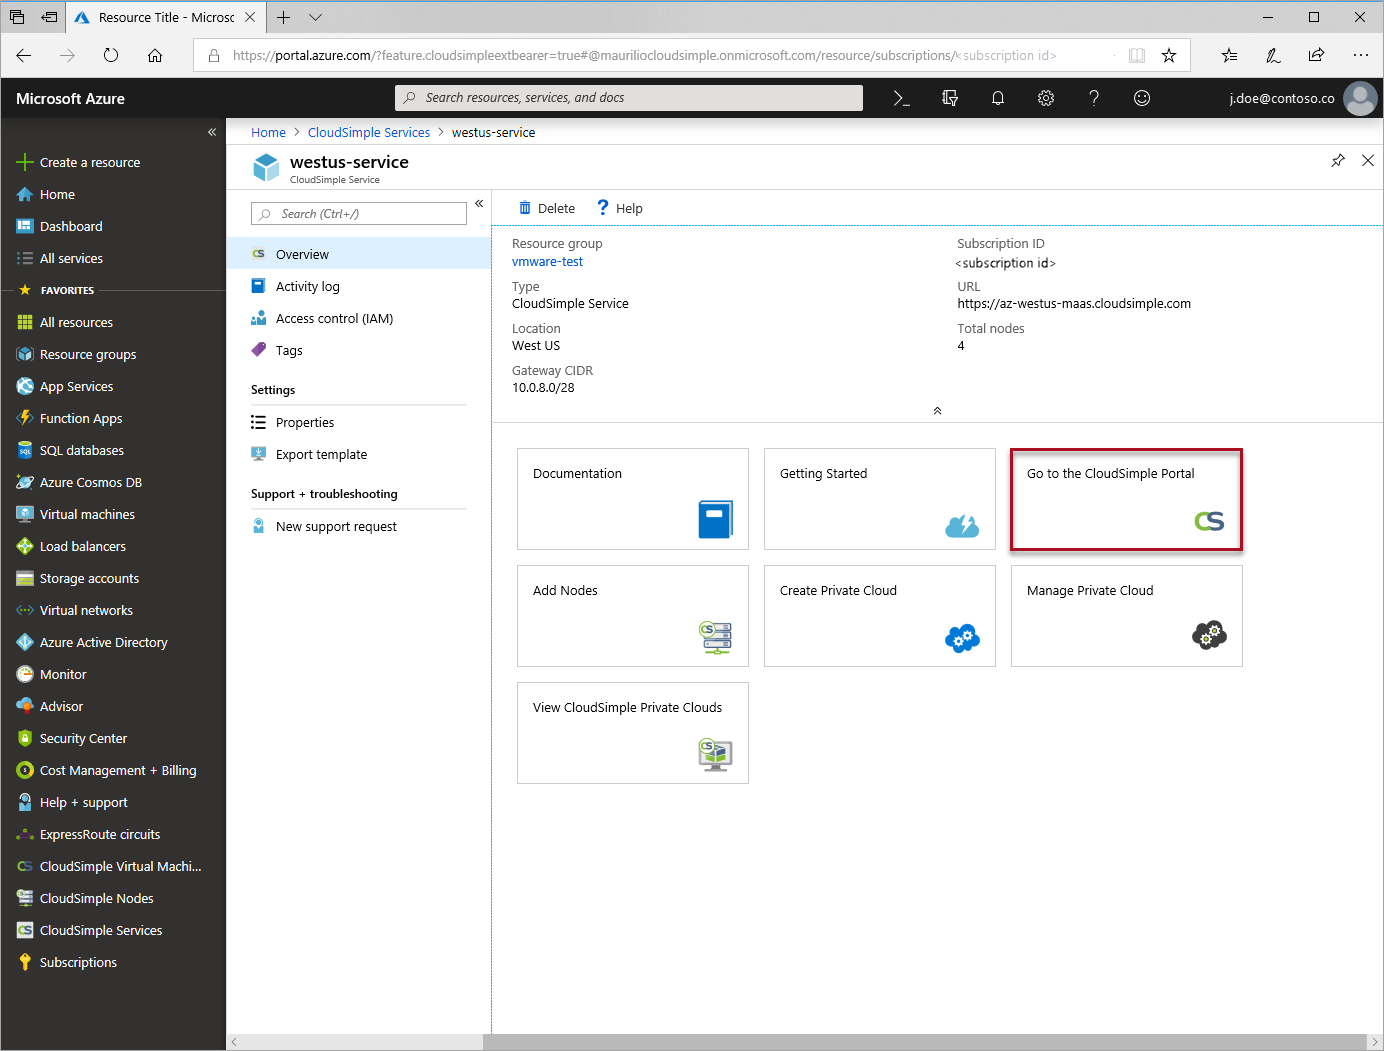 Resource Title - Microsc
https://portal.azure.com/?feature.cloudsimpleextbearer=true#@mauriliocloudsimple.onmicrosoft.com/resource/subscriptions/<subscription id>
Microsoft Azure
Search resources, services, and docs
j.doe@contoso.co
Create a resource
Home
Dashboard
All services
FAVORITES
All resources
Resource groups
App Services
Function Apps
SQL databases
Azure Cosmos DB
Virtual machines
Load balancers
Storage accounts
Virtual networks
Azure Active Directory
Monitor
Advisor
Security Center
Cost Management + Billing
Help + support
ExpressRoute circuits
CloudSimple Virtual Machi...
CloudSimple Nodes
CloudSimple Services
Subscriptions
Home > CloudSimple Services > westus-service
westus-service
CloudSimple Service
Search (Ctrl+/)
Overview
Activity log
Access control (IAM)
Tags
Settings
Properties
Export template
Support + troubleshooting
New support request
Delete
Help
Resource group
vmware-test
Type
CloudSimple Service
Location
West US
Gateway CIDR
10.0.8.0/28
Subscription ID
<subscription id>
URL
https://az-westus-maas.cloudsimple.com
Total nodes
4
Documentation
Getting Started
Go to the CloudSimple Portal
CS
Add Nodes
Create Private Cloud
Manage Private Cloud
View CloudSimple Private Clouds